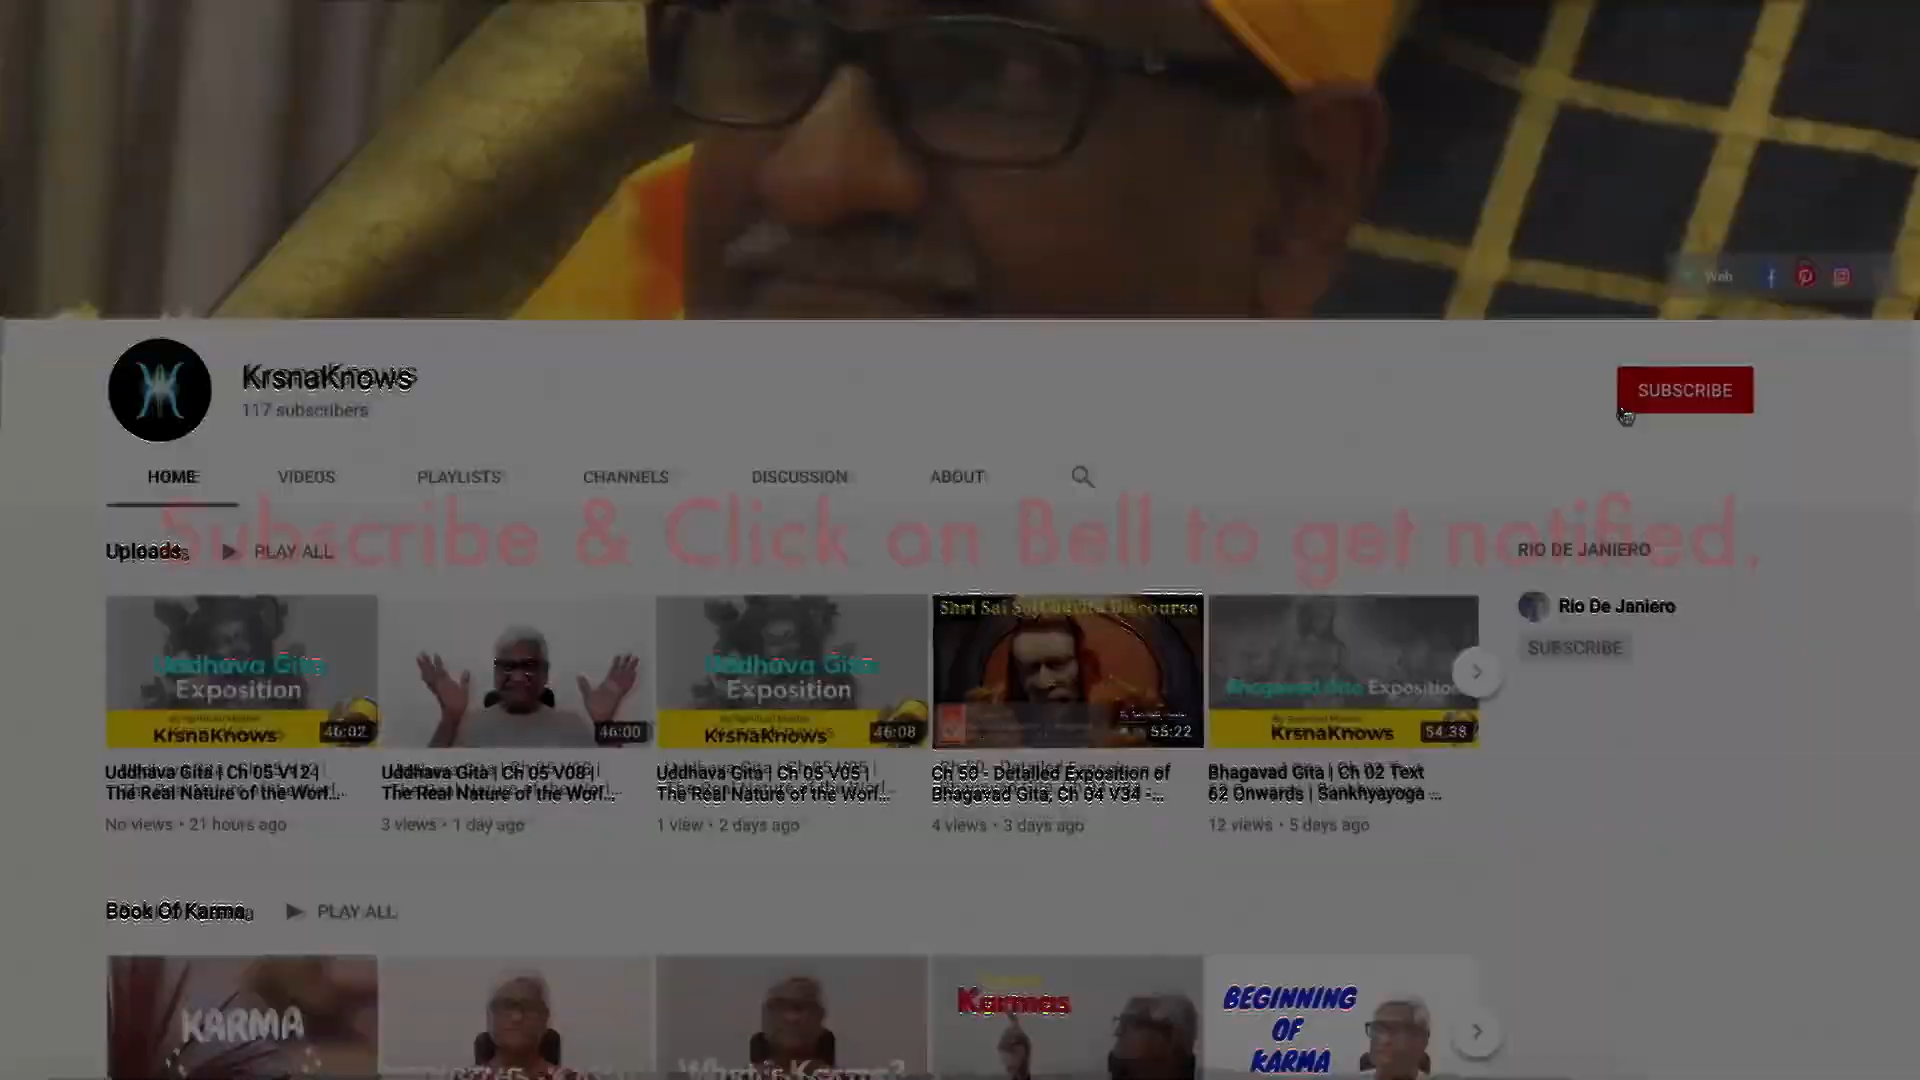 Web
KrsnaKnows
117 subscribers
SUBSCRIBE
HOME VIDEOS PLAYLISTS CHANNELS DISCUSSION ABOUT
Subscribe & Click on Bell to get notified.
Uploads PLAY ALL
RIO DE JANIERO
Rio De Janiero
SUBSCRIBE
Uddhava Gita
Exposition
KrsnaKnows
46:02
46:00
Uddhava Gita
Exposition
KrsnaKnows
46:08
Shri Sai Satcharita Discourse
55:22
Bhagavad Gita Exposition
KrsnaKnows
54:38
Uddhava Gita | Ch 05 V12 |
The Real Nature of the Worl...
No views • 21 hours ago
Uddhava Gita | Ch 05 V08 |
The Real Nature of the Worl...
3 views • 1 day ago
Uddhava Gita | Ch 05 V05 |
The Real Nature of the Worl...
1 view • 2 days ago
Ch 50 - Detailed Exposition of
Bhagavad Gita, Ch 04 V34 -...
4 views • 3 days ago
Bhagavad Gita | Ch 02 Text
62 Onwards | Sankhyayoga ...
12 views • 5 days ago
Book Of Karma PLAY ALL
KARMA
What is Karma?
Karmas
BEGINNING
OF
KARMA